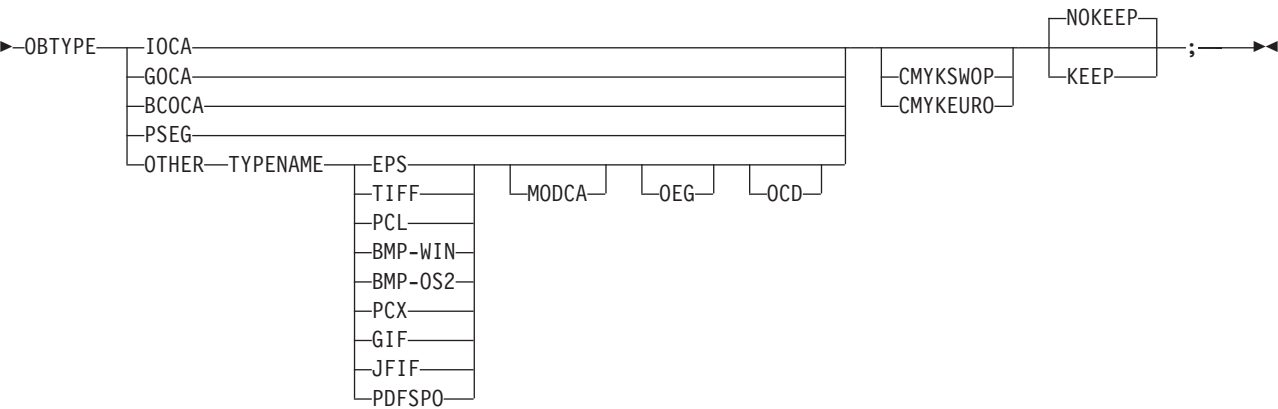 NOKEEP
OBTYPE IOCA ;
GOCA CMYKSWOP KEEP
BCOCA CMYKEURO
PSEG
OTHER TYPENAME EPS
TIFF MODCA OEG OCD
PCL
BMP-WIN
BMP-OS2
PCX
GIF
JFIF
PDFSPO